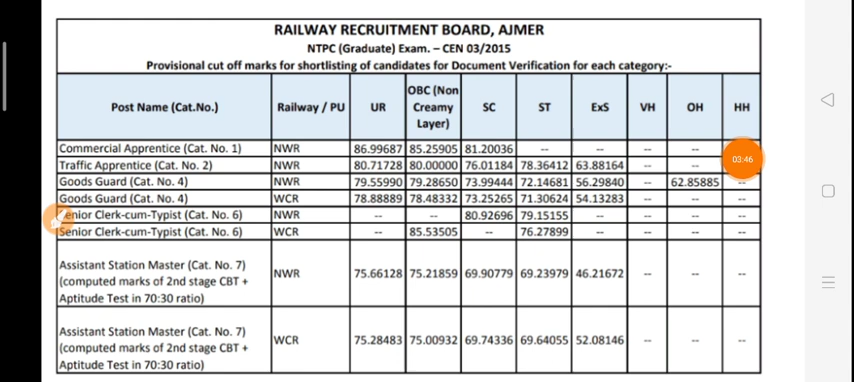 RAILWAY RECRUITMENT BOARD, AJMER
NTPC (Graduate) Exam. – CEN 03/2015
Provisional cut off marks for shortlisting of candidates for Document Verification for each category:-
Post Name (Cat.No.) Railway / PU UR OBC (Non Creamy Layer) SC ST ExS VH OH HH
Commercial Apprentice (Cat. No. 1) NWR 86.99687 85.25905 81.20036 -- -- -- --
Traffic Apprentice (Cat. No. 2) NWR 80.71728 80.00000 76.01184 78.36412 63.88164 -- --
03:46
Goods Guard (Cat. No. 4) NWR 79.55990 79.28650 73.99444 72.14681 56.29840 -- 62.85885 --
Goods Guard (Cat. No. 4) WCR 78.88889 78.48332 73.25265 71.30624 54.13283 -- -- --
Senior Clerk-cum-Typist (Cat. No. 6) NWR -- -- 80.92696 79.15155 -- -- -- --
Senior Clerk-cum-Typist (Cat. No. 6) WCR -- 85.53505 -- 76.27899 -- -- -- --
Assistant Station Master (Cat. No. 7)
(computed marks of 2nd stage CBT + NWR 75.66128 75.21859 69.90779 69.23979 46.21672 -- -- --
Aptitude Test in 70:30 ratio)
Assistant Station Master (Cat. No. 7)
(computed marks of 2nd stage CBT + WCR 75.28483 75.00932 69.74336 69.64055 52.08146 -- -- --
Aptitude Test in 70:30 ratio)